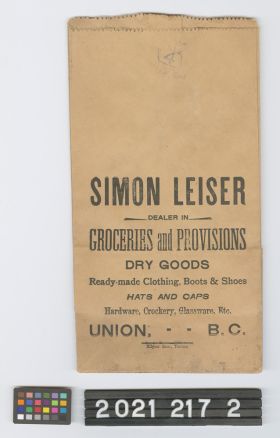 SIMON LEISER
DEALER IN
GROCERIES and PROVISIONS
DRY GOODS
Ready-made Clothing, Boots & Shoes
HATS AND CAPS
Hardware, Crockery, Glassware, Etc.
UNION, - - B. C.
2021 217 2